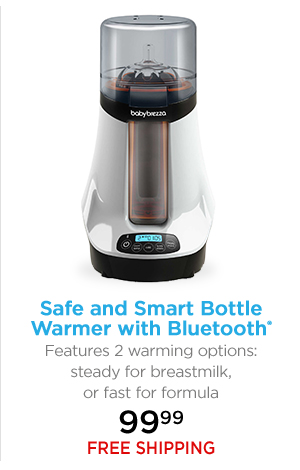 babybrezza
Safe and Smart Bottle
Warmer with Bluetooth*
Features 2 warming options:
steady for breastmilk,
or fast for formula
99⁹⁹
FREE SHIPPING